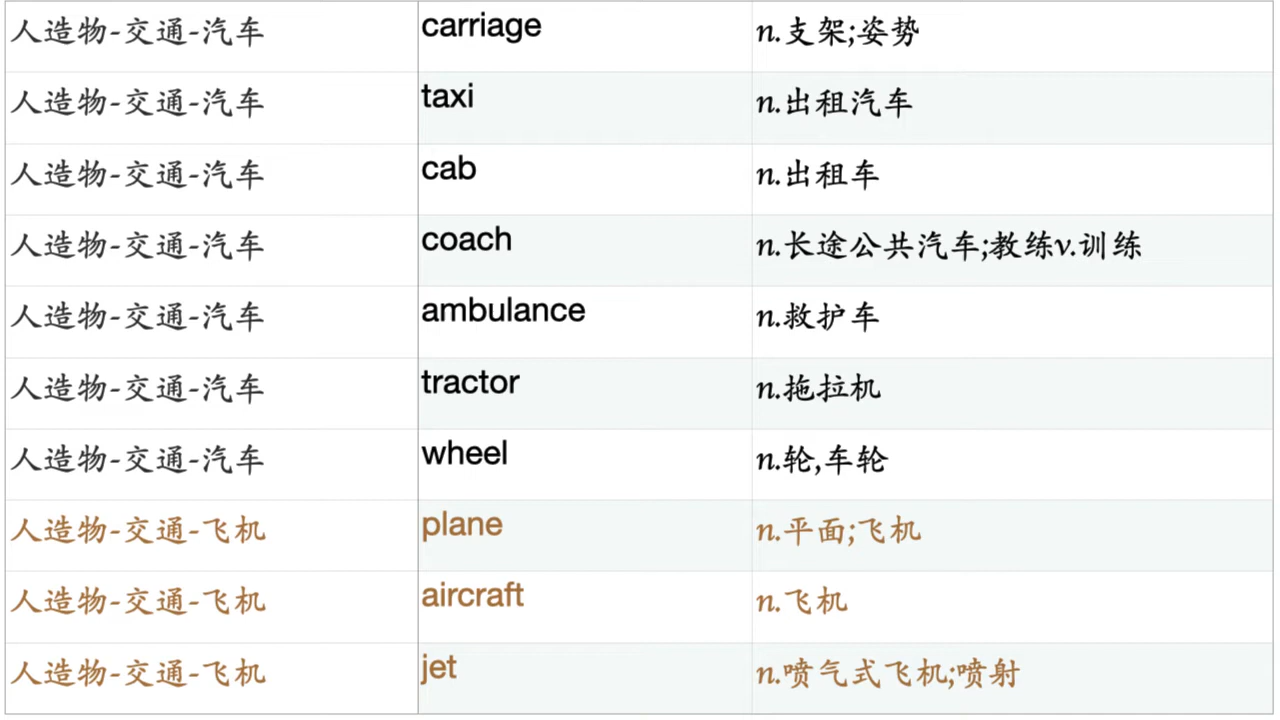 人造物-交通-汽车 carriage n.支架;姿势
人造物-交通-汽车 taxi n.出租汽车
人造物-交通-汽车 cab n.出租车
人造物-交通-汽车 coach n.长途公共汽车;教练v.训练
人造物-交通-汽车 ambulance n.救护车
人造物-交通-汽车 tractor n.拖拉机
人造物-交通-汽车 wheel n.轮,车轮
人造物-交通-飞机 plane n.平面;飞机
人造物-交通-飞机 aircraft n.飞机
人造物-交通-飞机 jet n.喷气式飞机;喷射